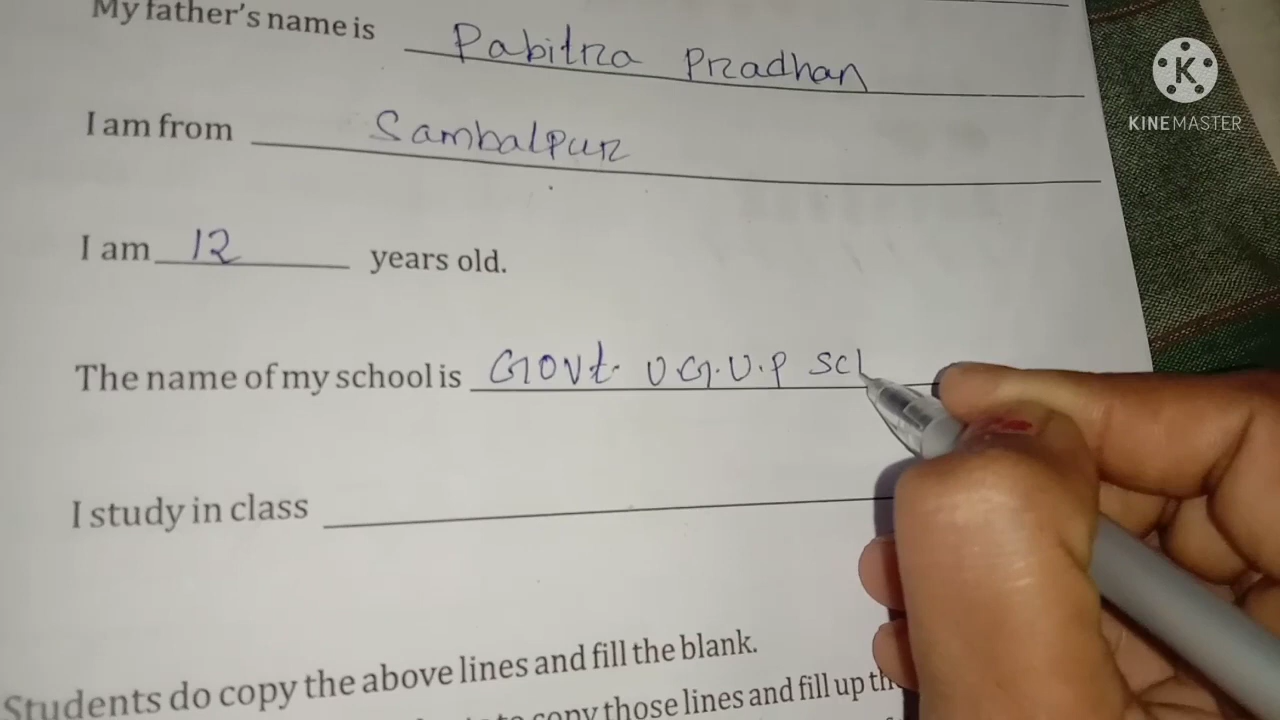 My father's name is Pabitra Pradhan
KINEMASTER
I am from Sambalpur
I am 12 years old.
The name of my school is Govt. U.G.U.P Sch
I study in class
Students do copy the above lines and fill the blank.
copy those lines and fill up